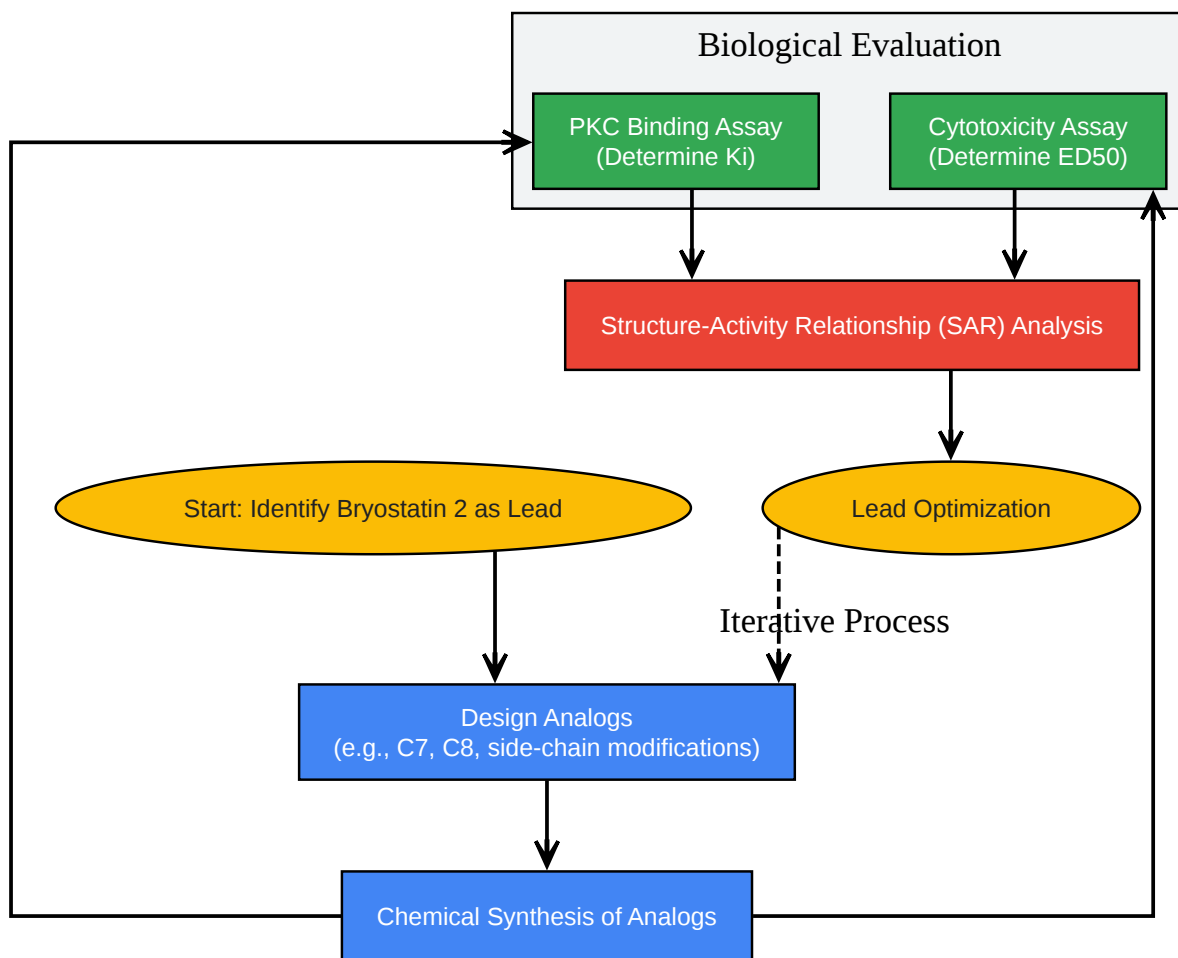 Biological Evaluation
PKC Binding Assay
(Determine Ki)
Cytotoxicity Assay
(Determine ED50)
Structure-Activity Relationship (SAR) Analysis
Start: Identify Bryostatin 2 as Lead
Lead Optimization
Iterative Process
Design Analogs
(e.g., C7, C8, side-chain modifications)
Chemical Synthesis of Analogs